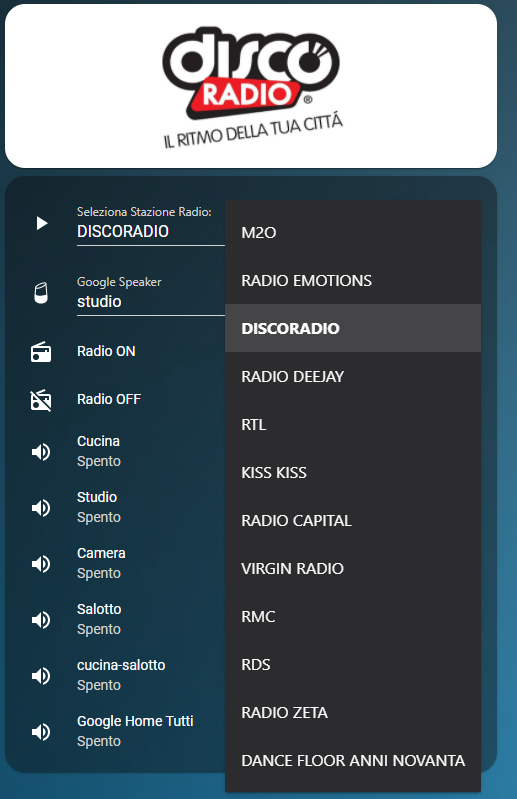 disco
RADIO®
IL RITMO DELLA TUA CITTÁ
Seleziona Stazione Radio:
DISCORADIO
Google Speaker
studio
Radio ON
Radio OFF
Cucina
Spento
Studio
Spento
Camera
Spento
Salotto
Spento
cucina-salotto
Spento
Google Home Tutti
Spento
M2O
RADIO EMOTIONS
DISCORADIO
RADIO DEEJAY
RTL
KISS KISS
RADIO CAPITAL
VIRGIN RADIO
RMC
RDS
RADIO ZETA
DANCE FLOOR ANNI NOVANTA